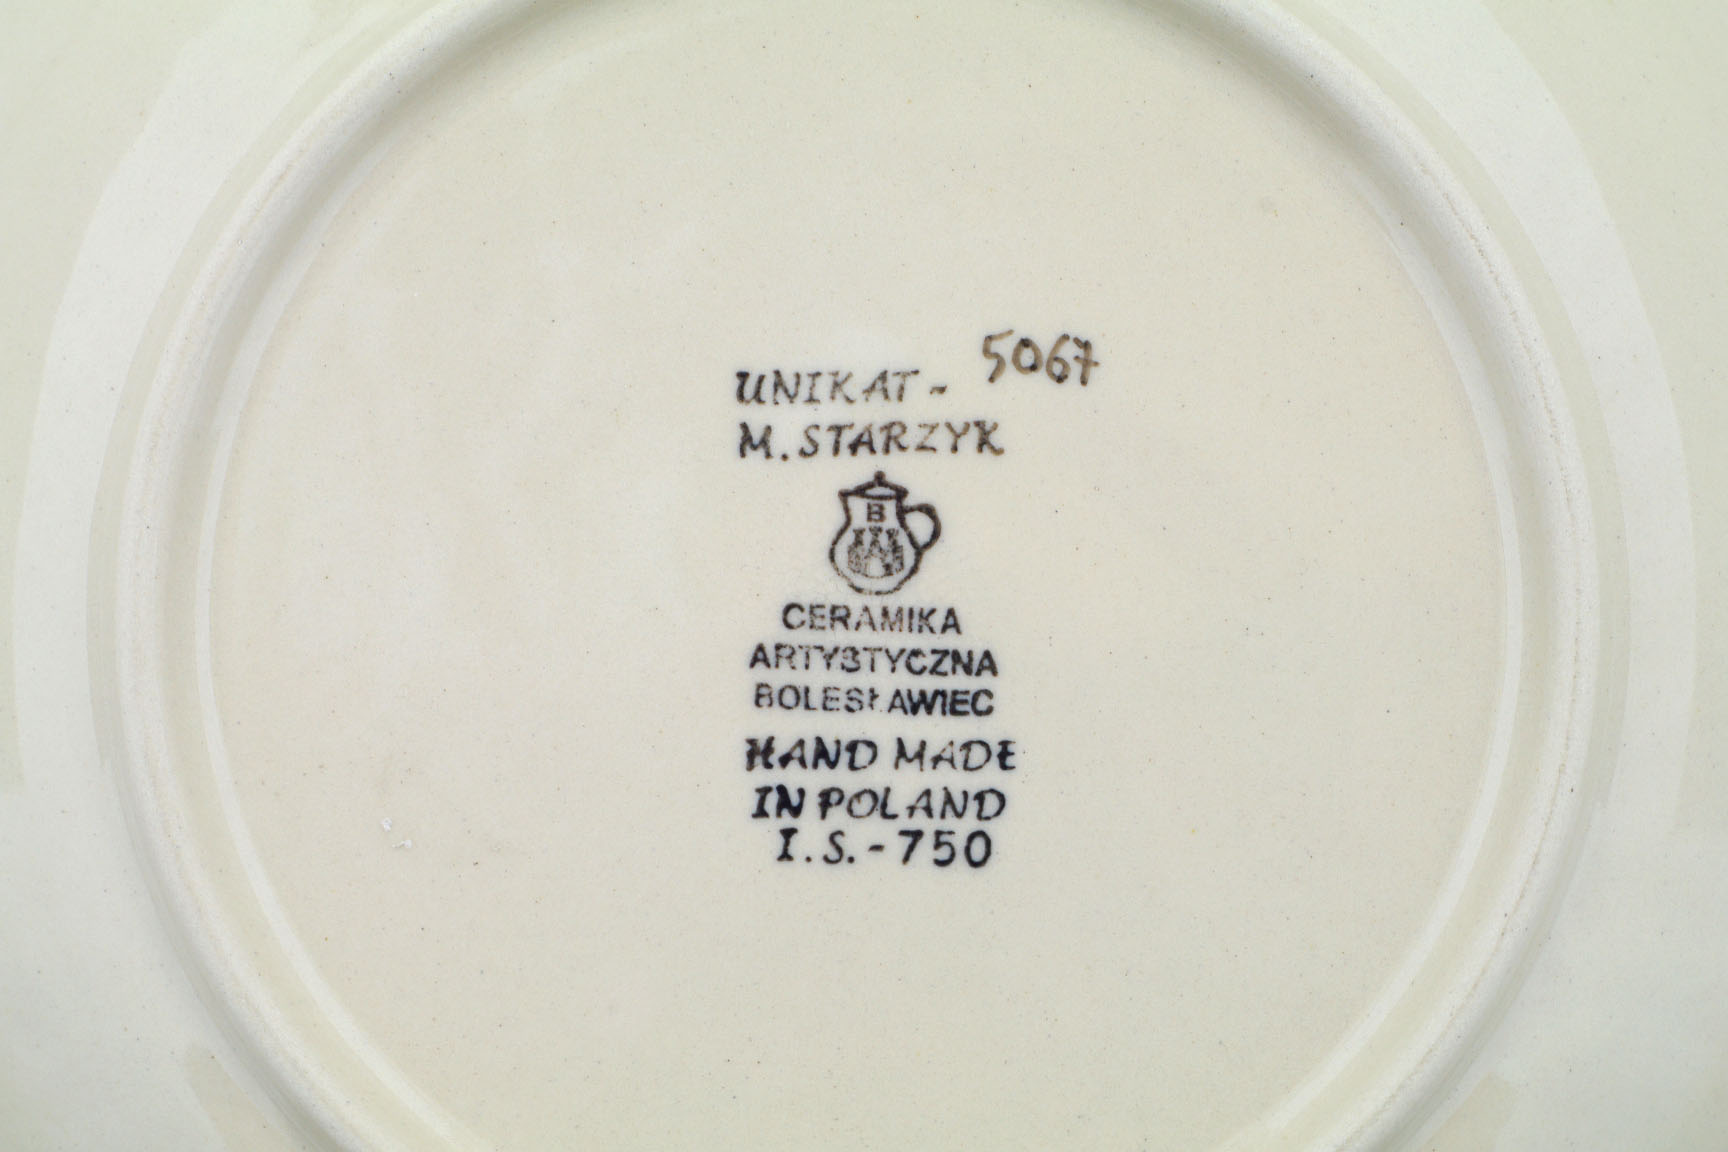 UNIKAT - 5067
M. STARZYK
B
CERAMIKA
ARTYSTYCZNA
BOLESŁAWIEC
HAND MADE
IN POLAND
I.S.-750